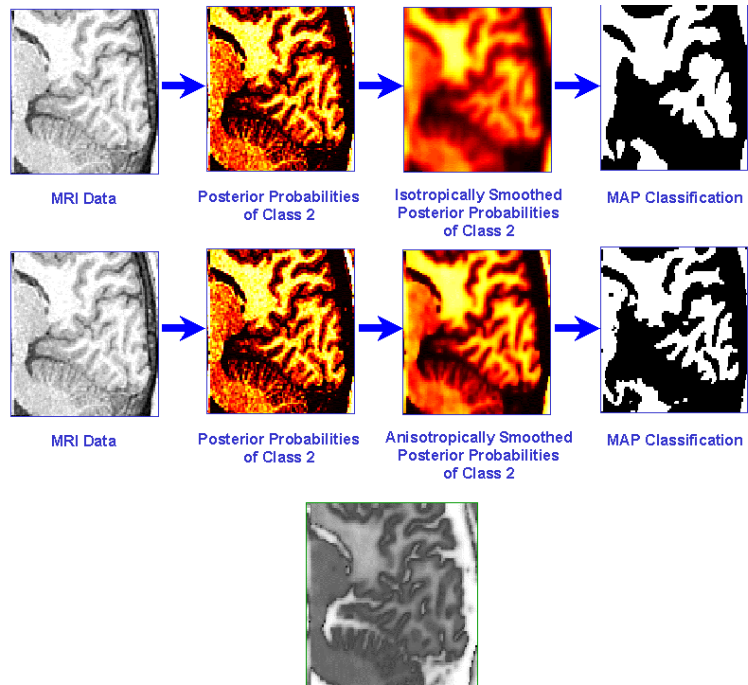 MRI Data
Posterior Probabilities
of Class 2
Isotropically Smoothed
Posterior Probabilities
of Class 2
MAP Classification
MRI Data
Posterior Probabilities
of Class 2
Anisotropically Smoothed
Posterior Probabilities
of Class 2
MAP Classification